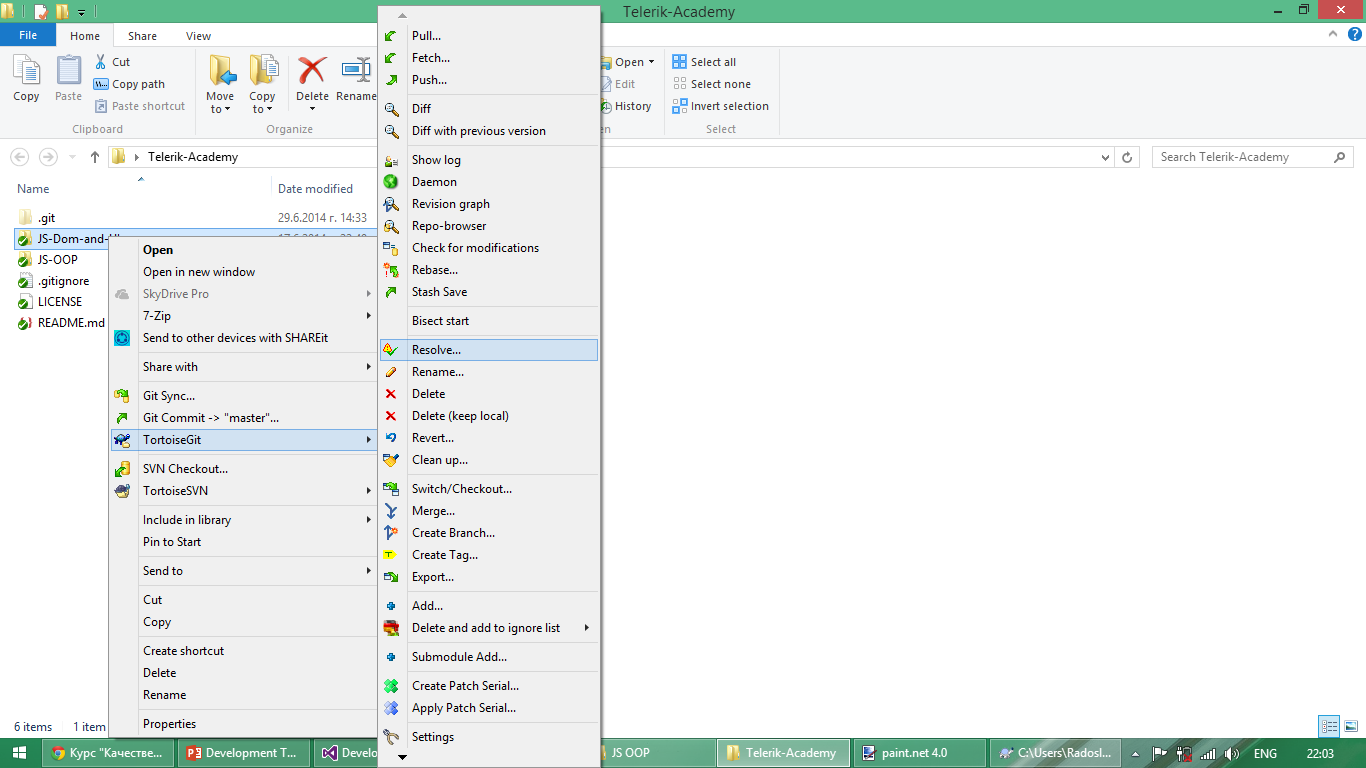 Telerik-Academy
File Home Share View
Copy
Paste
Cut
Copy path
Paste shortcut
Clipboard
Move to
Copy to
Delete
Rename
Organize
Open
Edit
History
Select all
Select none
Invert selection
Select
Telerik-Academy
Search Telerik-Academy
Name Date modified
.git 29.6.2014 г. 14:33
JS-Dom-and-
JS-OOP
.gitignore
LICENSE
README.md
Open
Open in new window
SkyDrive Pro
7-Zip
Send to other devices with SHAREit
Share with
Git Sync...
Git Commit -> "master"...
TortoiseGit
SVN Checkout...
TortoiseSVN
Include in library
Pin to Start
Send to
Cut
Copy
Create shortcut
Delete
Rename
Properties
Pull...
Fetch...
Push...
Diff
Diff with previous version
Show log
Daemon
Revision graph
Repo-browser
Check for modifications
Rebase...
Stash Save
Bisect start
Resolve...
Rename...
Delete
Delete (keep local)
Revert...
Clean up...
Switch/Checkout...
Merge...
Create Branch...
Create Tag...
Export...
Add...
Delete and add to ignore list
Submodule Add...
Create Patch Serial...
Apply Patch Serial...
Settings
6 items 1 item
Курс "Качестве... Development T... Develo JS OOP Telerik-Academy paint.net 4.0 C:\Users\Radosl... ENG 22:03